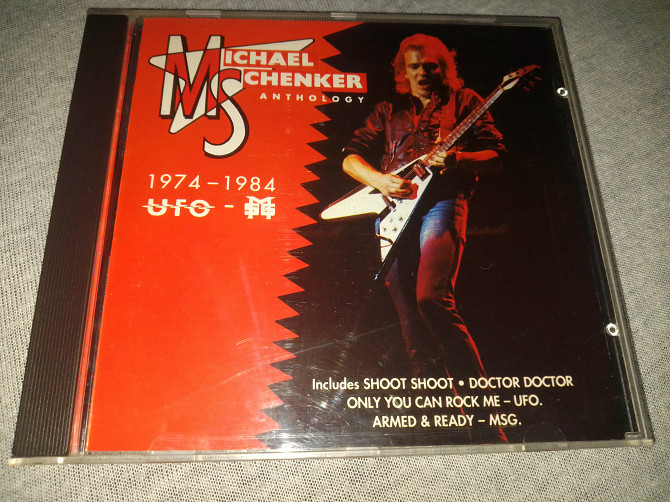 MICHAEL
SCHENKER
ANTHOLOGY
MS
1974 – 1984
UFO - MSG
Includes SHOOT SHOOT • DOCTOR DOCTOR
ONLY YOU CAN ROCK ME – UFO.
ARMED & READY – MSG.